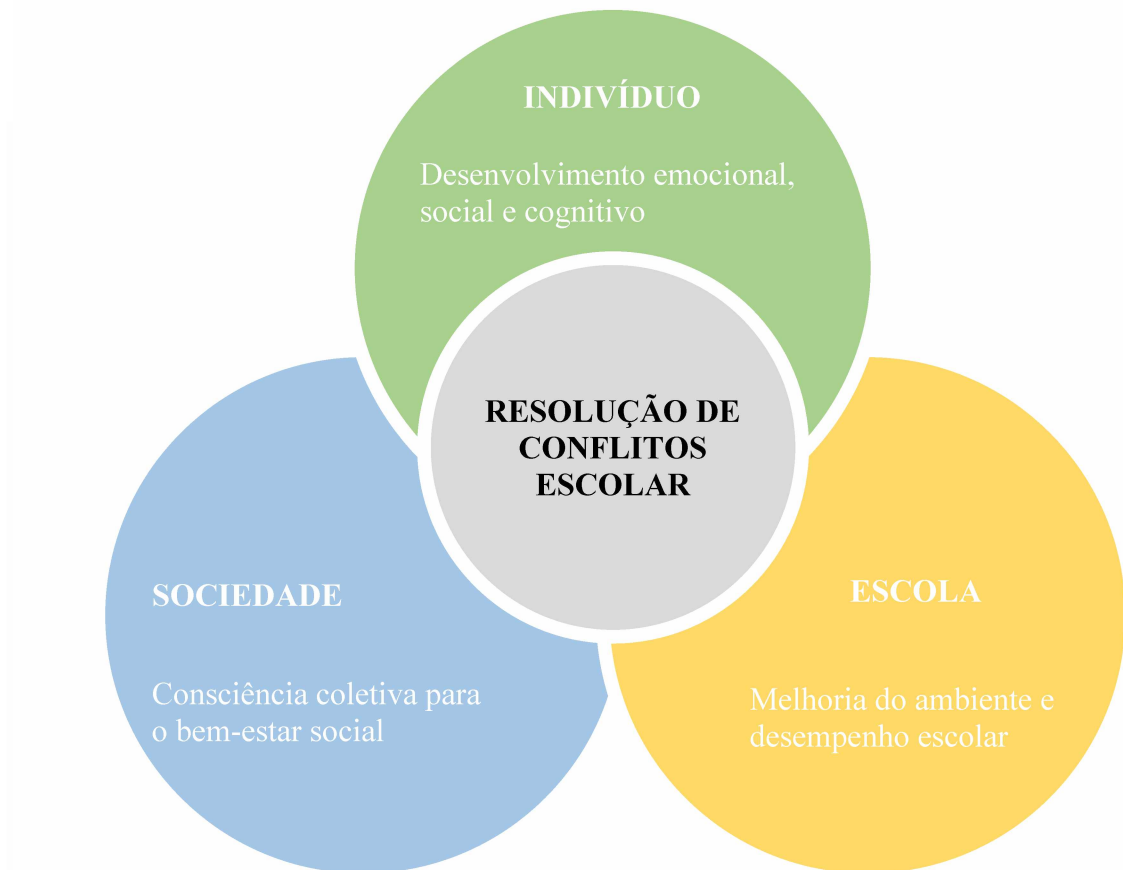 INDIVÍDUO
Desenvolvimento emocional,
social e cognitivo
RESOLUÇÃO DE
CONFLITOS
ESCOLAR
SOCIEDADE
Consciência coletiva para
o bem-estar social
ESCOLA
Melhoria do ambiente e
desempenho escolar